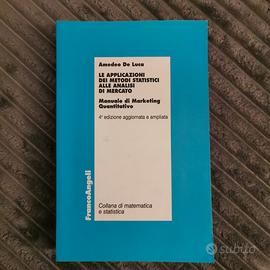 Amedeo De Luca
LE APPLICAZIONI
DEI METODI STATISTICI
ALLE ANALISI
DI MERCATO
Manuale di Marketing
Quantitativo
4ª edizione aggiornata e ampliata
FrancoAngeli
Collana di matematica
e statistica
subito